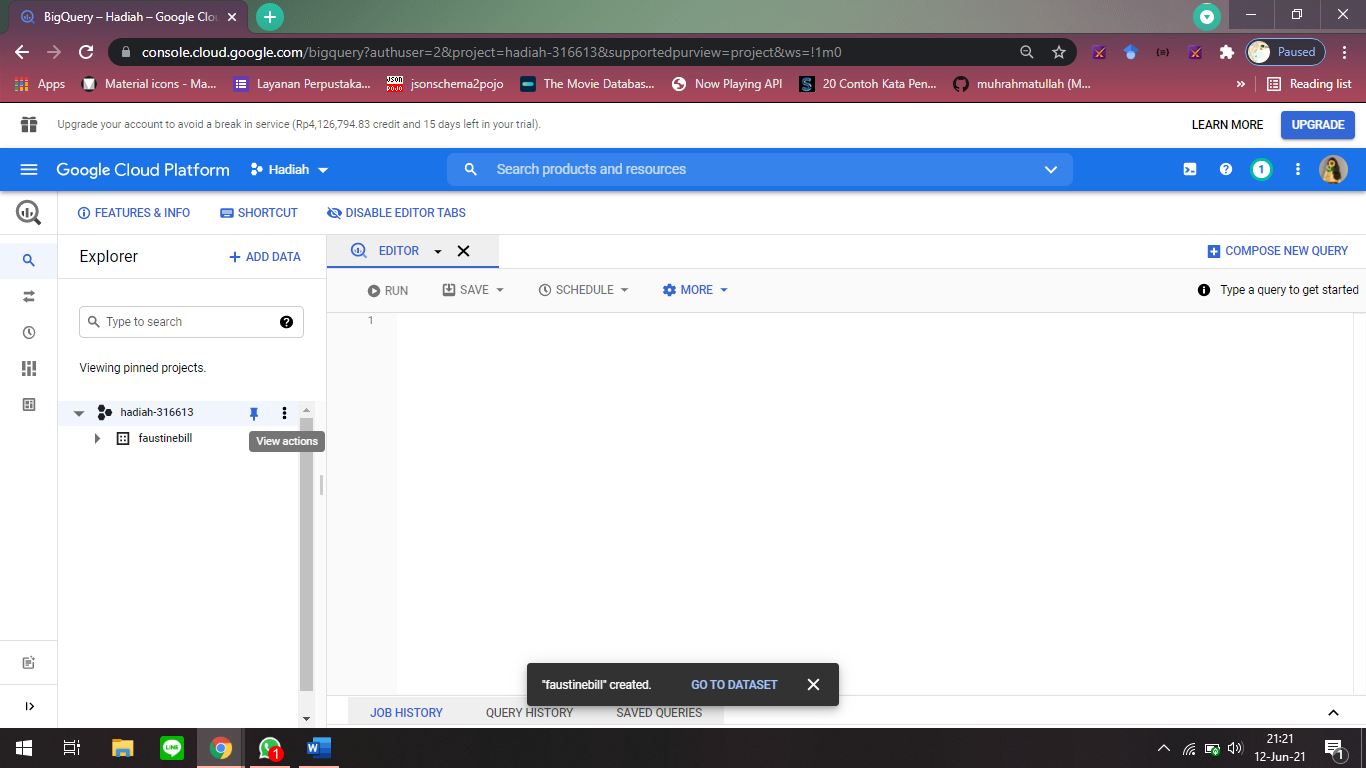 BigQuery – Hadiah – Google Clou
console.cloud.google.com/bigquery?authuser=2&project=hadiah-316613&supportedpurview=project&ws=!1m0
Paused
Apps
Material icons - Ma...
Layanan Perpustaka...
jsonschema2pojo
The Movie Databas...
Now Playing API
20 Contoh Kata Pen...
muhrahmatullah (M...
Reading list
Upgrade your account to avoid a break in service (Rp4,126,794.83 credit and 15 days left in your trial).
LEARN MORE
UPGRADE
Google Cloud Platform
Hadiah
Search products and resources
1
FEATURES & INFO
SHORTCUT
DISABLE EDITOR TABS
Explorer
ADD DATA
EDITOR
COMPOSE NEW QUERY
RUN
SAVE
SCHEDULE
MORE
Type a query to get started
Type to search
1
Viewing pinned projects.
hadiah-316613
faustinebill
View actions
"faustinebill" created.
GO TO DATASET
JOB HISTORY
QUERY HISTORY
SAVED QUERIES
LINE
1
W
21:21
12-Jun-21
1